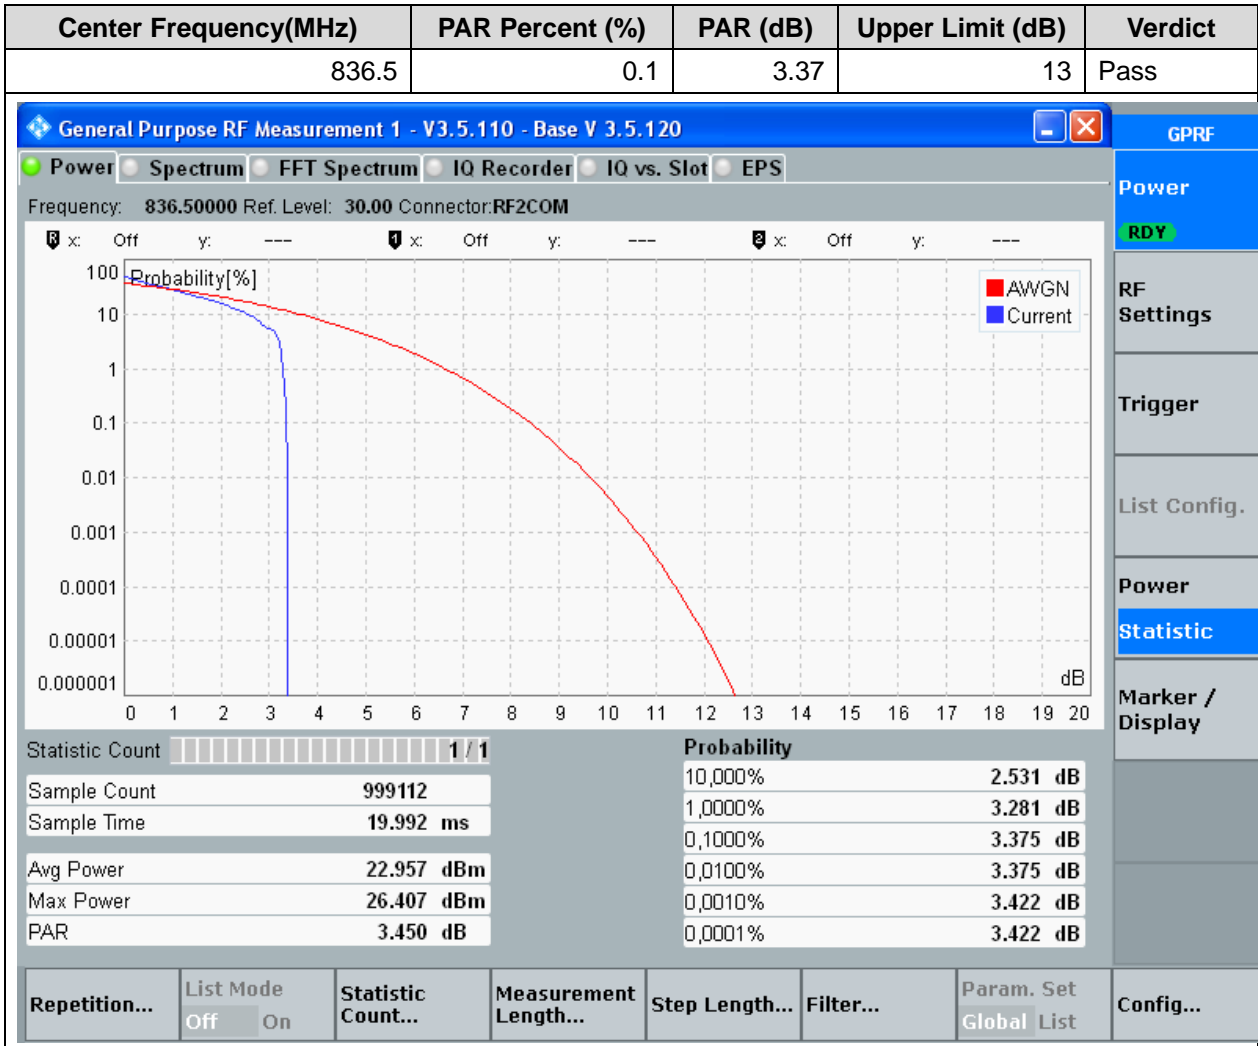 Center Frequency(MHz) PAR Percent (%) PAR (dB) Upper Limit (dB) Verdict
836.5 0.1 3.37 13 Pass
General Purpose RF Measurement 1 - V3.5.110 - Base V 3.5.120
GPRF
Power Spectrum FFT Spectrum IQ Recorder IQ vs. Slot EPS
Frequency: 836.50000 Ref. Level: 30.00 Connector:RF2COM
R x: Off y: --- 1 x: Off y: --- 2 x: Off y: ---
Probability[%]
AWGN
Current
100
10
1
0.1
0.01
0.001
0.0001
0.00001
0.000001
dB
0 1 2 3 4 5 6 7 8 9 10 11 12 13 14 15 16 17 18 19 20
Statistic Count 1 / 1
Sample Count 999112
Sample Time 19.992 ms
Avg Power 22.957 dBm
Max Power 26.407 dBm
PAR 3.450 dB
Probability
10,000% 2.531 dB
1,0000% 3.281 dB
0,1000% 3.375 dB
0,0100% 3.375 dB
0,0010% 3.422 dB
0,0001% 3.422 dB
Power
RDY
RF
Settings
Trigger
List Config.
Power
Statistic
Marker /
Display
Repetition...
List Mode
Off On
Statistic
Count...
Measurement
Length...
Step Length...
Filter...
Param. Set
Global List
Config...